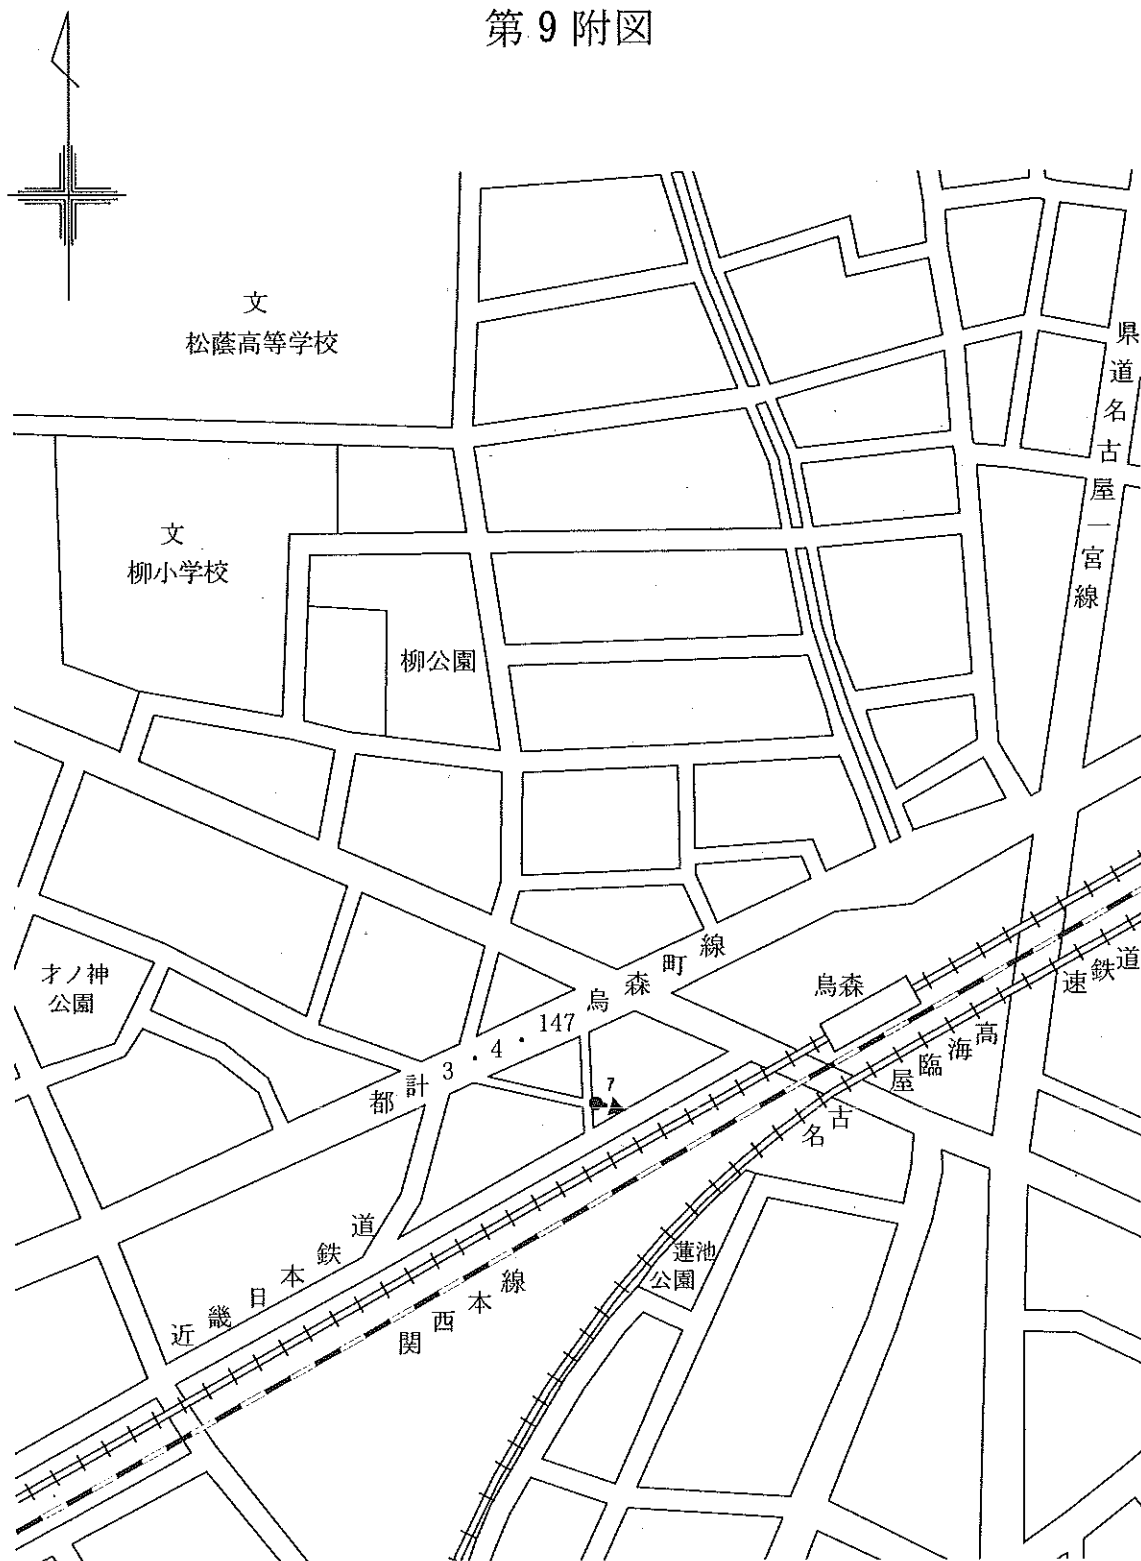 第9附図
文
松蔭高等学校
県道名古屋一宮線
文
柳小学校
柳公園
才ノ神
公園
烏森
都計3・4・147烏森町線
7
名古屋臨海高速鉄道
近畿日本鉄道
関西本線
蓮池
公園